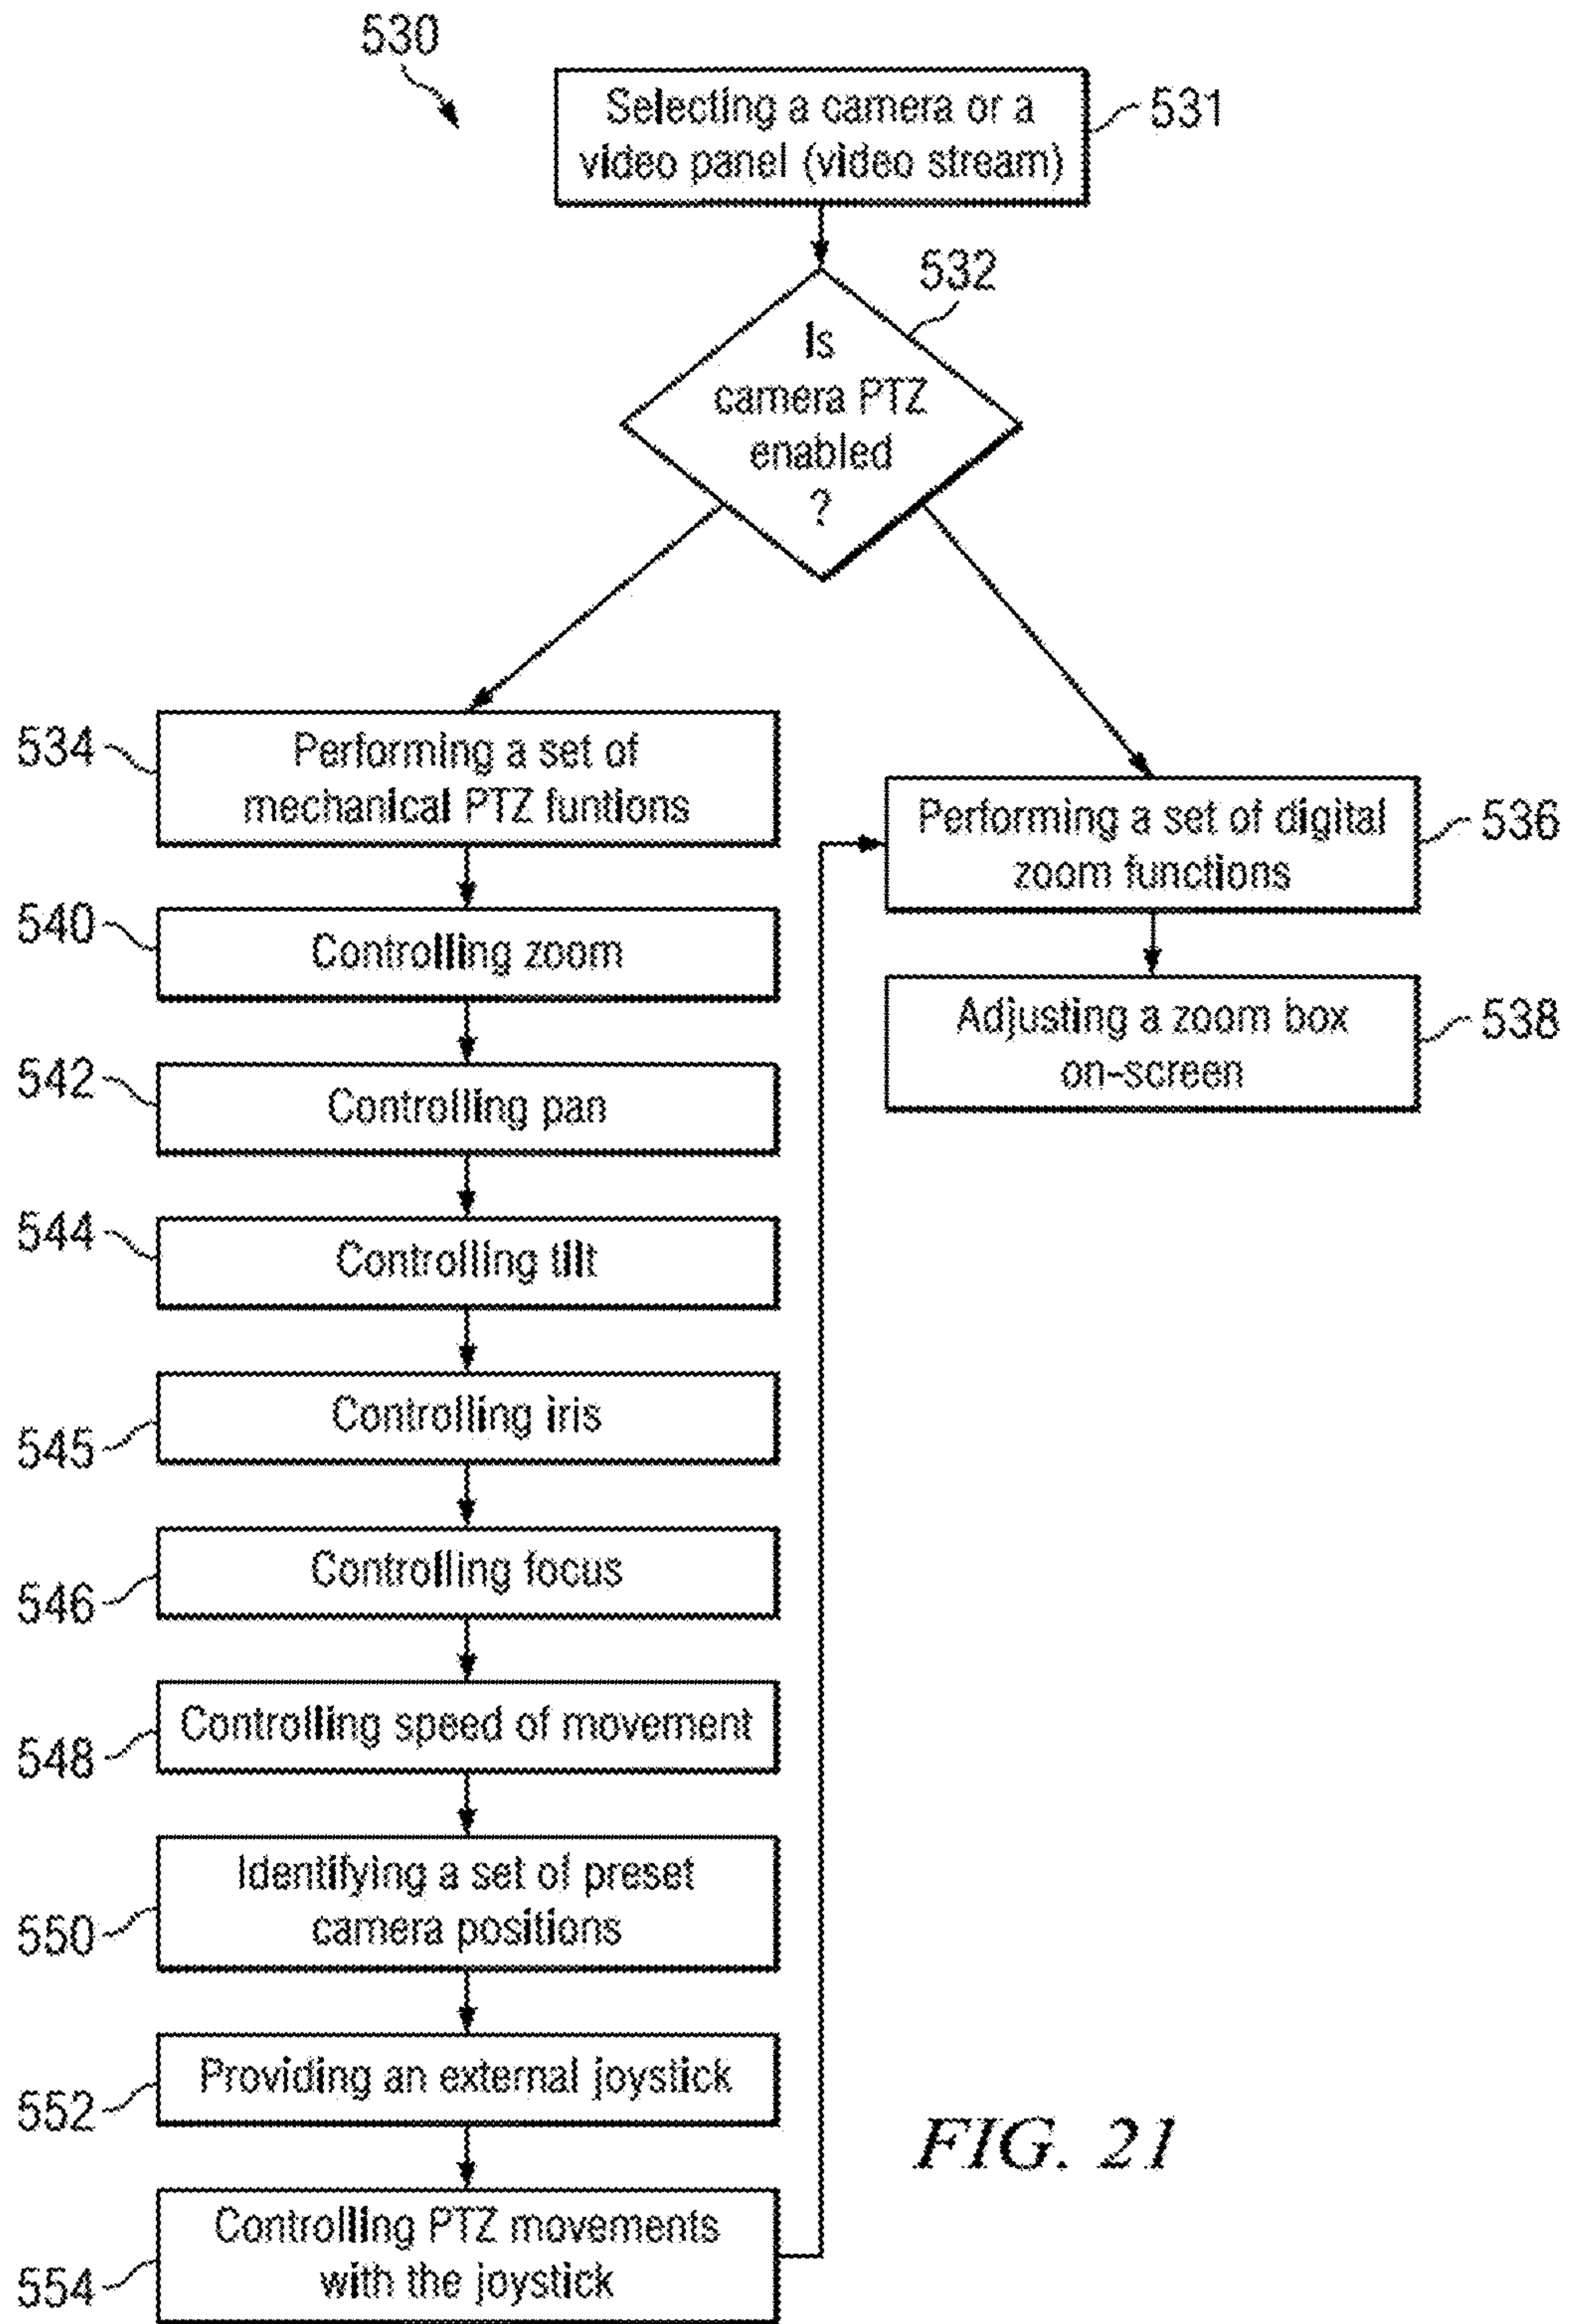 530
Selecting a camera or a
video panel (video stream)
531
532
Is
camera PTZ
enabled
?
534
Performing a set of
mechanical PTZ funtions
540
Controlling zoom
542
Controlling pan
544
Controlling tilt
545
Controlling iris
546
Controlling focus
548
Controlling speed of movement
550
Identifying a set of preset
camera positions
552
Providing an external joystick
554
Controlling PTZ movements
with the joystick
Performing a set of digital
zoom functions
536
Adjusting a zoom box
on-screen
538
FIG. 21